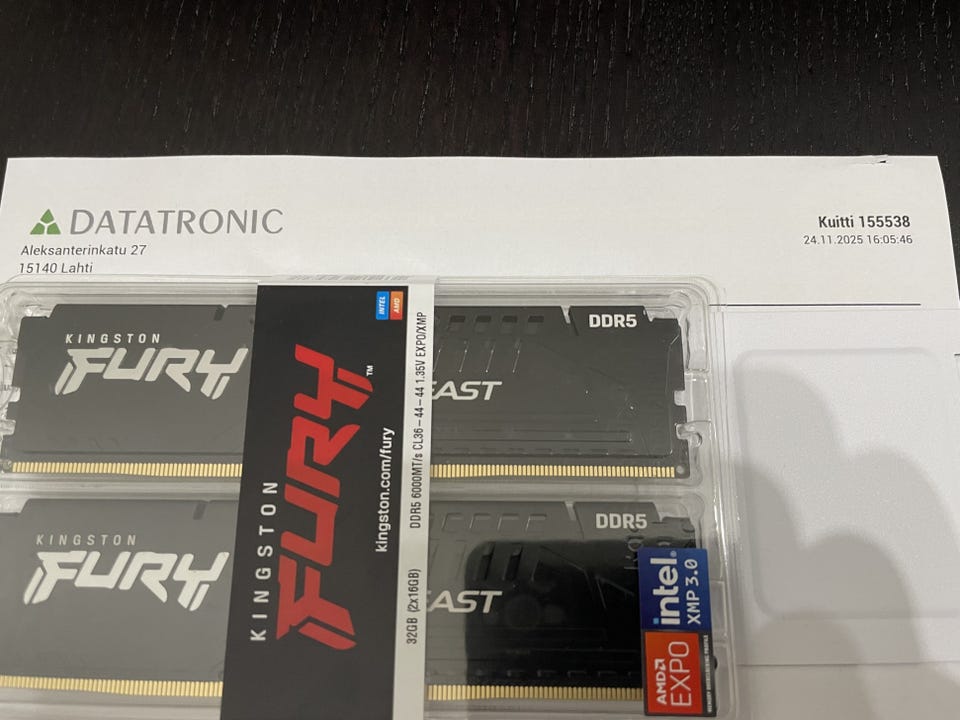 DATATRONIC
Aleksanterinkatu 27
15140 Lahti
Kuitti 155538
24.11.2025 16:05:46
KINGSTON
FURY
EAST
DDR5
INTEL
AMD
KINGSTON
FURY™
kingston.com/fury
32GB (2x16GB) DDR5 6000MT/s CL36-44-44 1.35V EXPO/XMP
KINGSTON
FURY
EAST
DDR5
intel®
XMP 3.0
AMD
EXPO